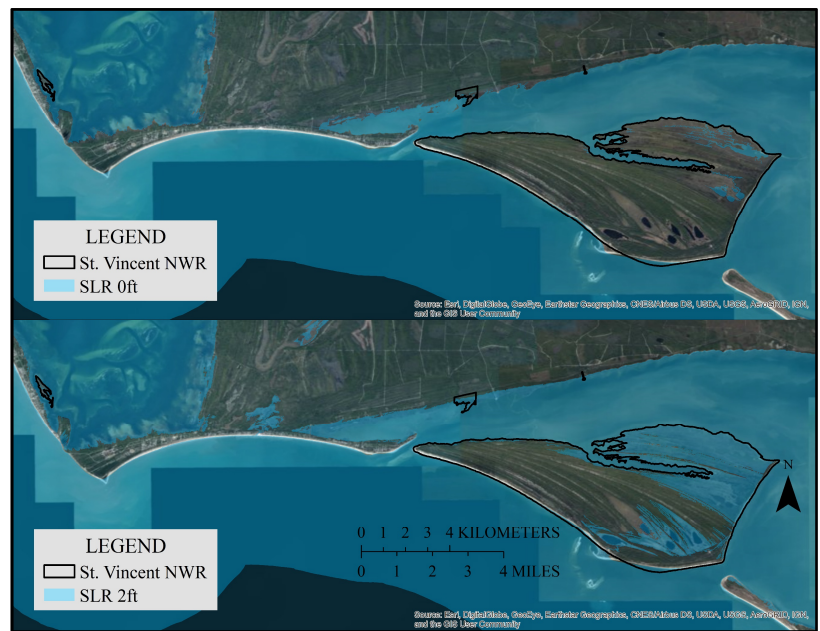 LEGEND
St. Vincent NWR
SLR 0ft
Source: Esri, DigitalGlobe, GeoEye, Earthstar Geographics, CNES/Airbus DS, USDA, USGS, AeroGRID, IGN,
and the GIS User Community
N
0 1 2 3 4 KILOMETERS
0 1 2 3 4 MILES
LEGEND
St. Vincent NWR
SLR 2ft
Source: Esri, DigitalGlobe, GeoEye, Earthstar Geographics, CNES/Airbus DS, USDA, USGS, AeroGRID, IGN,
and the GIS User Community